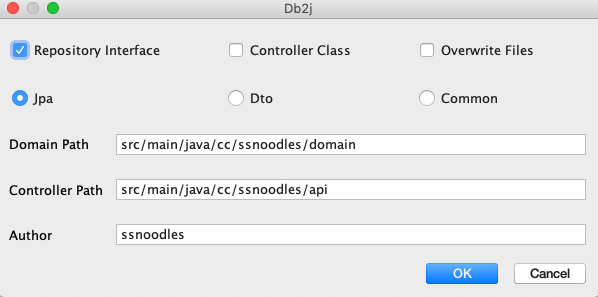 Db2j
Repository Interface Controller Class Overwrite Files
Jpa Dto Common
Domain Path src/main/java/cc/ssnoodles/domain
Controller Path src/main/java/cc/ssnoodles/api
Author ssnoodles
OK Cancel